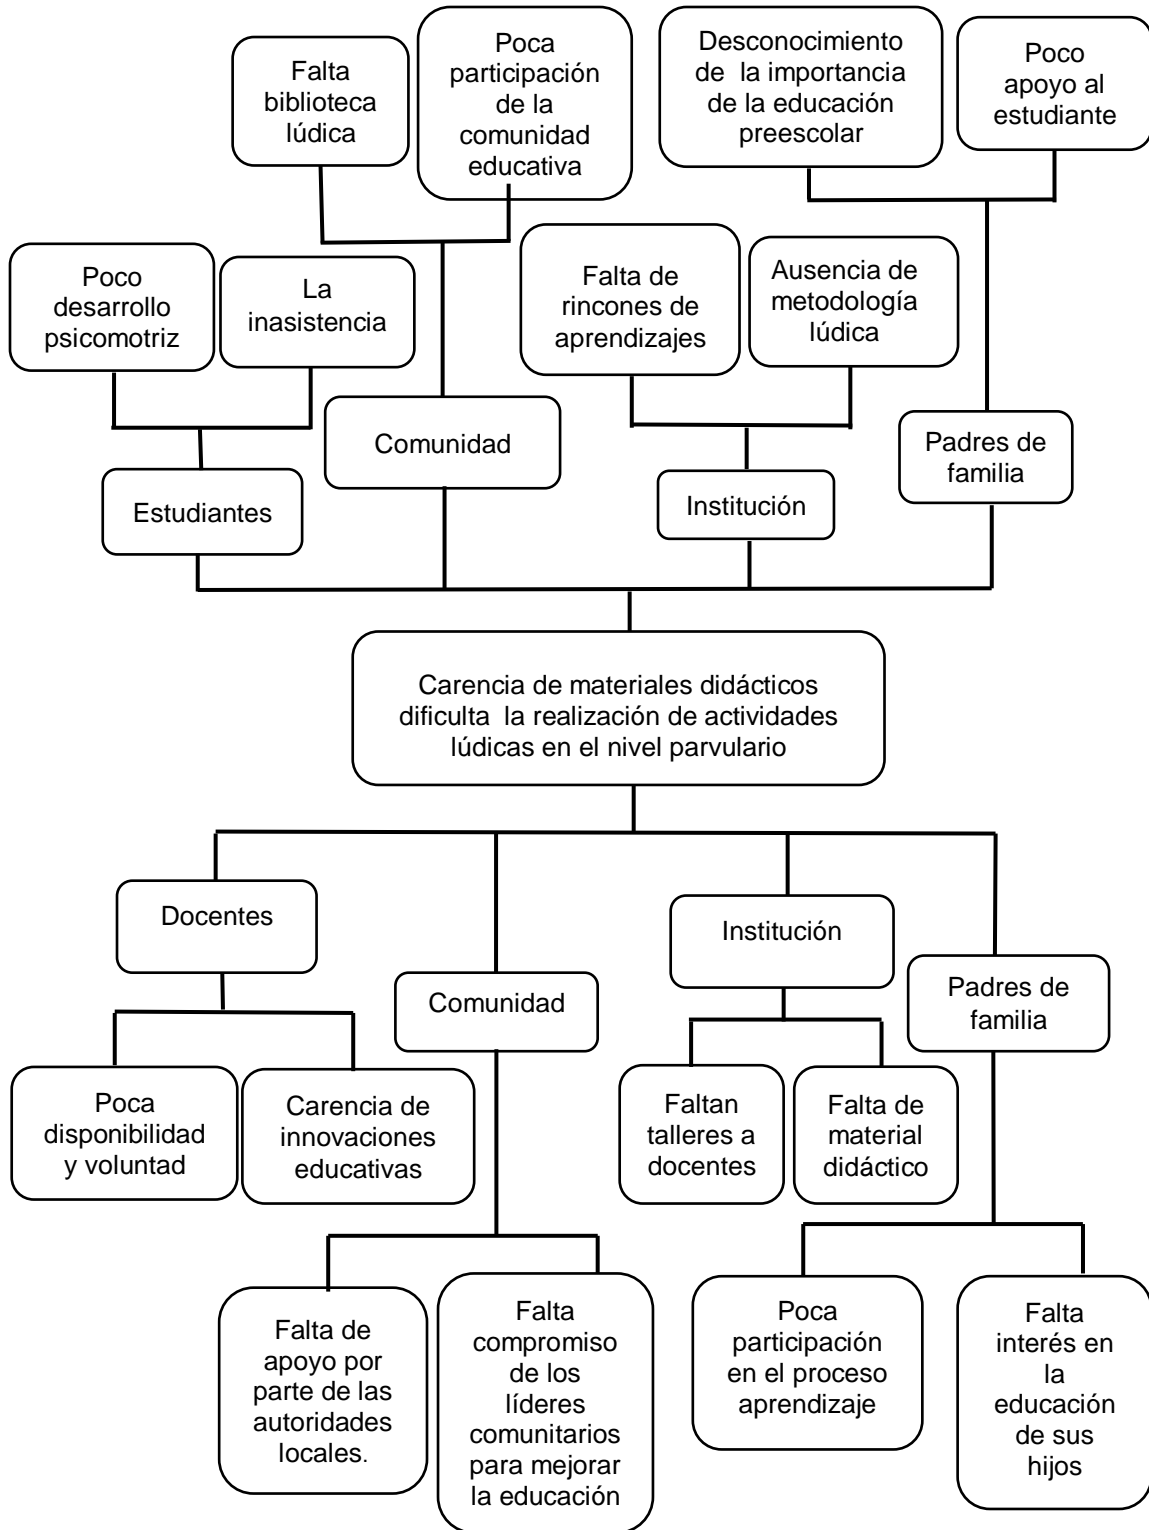 Falta
biblioteca
lúdica
Poca
participación
de la
comunidad
educativa
Desconocimiento
de la importancia
de la educación
preescolar
Poco
apoyo al
estudiante
Poco
desarrollo
psicomotriz
La
inasistencia
Falta de
rincones de
aprendizajes
Ausencia de
metodología
lúdica
Estudiantes
Comunidad
Institución
Padres de
familia
Carencia de materiales didácticos
dificulta la realización de actividades
lúdicas en el nivel parvulario
Docentes
Comunidad
Institución
Padres de
familia
Poca
disponibilidad
y voluntad
Carencia de
innovaciones
educativas
Faltan
talleres a
docentes
Falta de
material
didáctico
Falta de
apoyo por
parte de las
autoridades
locales.
Falta
compromiso
de los
líderes
comunitarios
para mejorar
la educación
Poca
participación
en el proceso
aprendizaje
Falta
interés en
la
educación
de sus
hijos